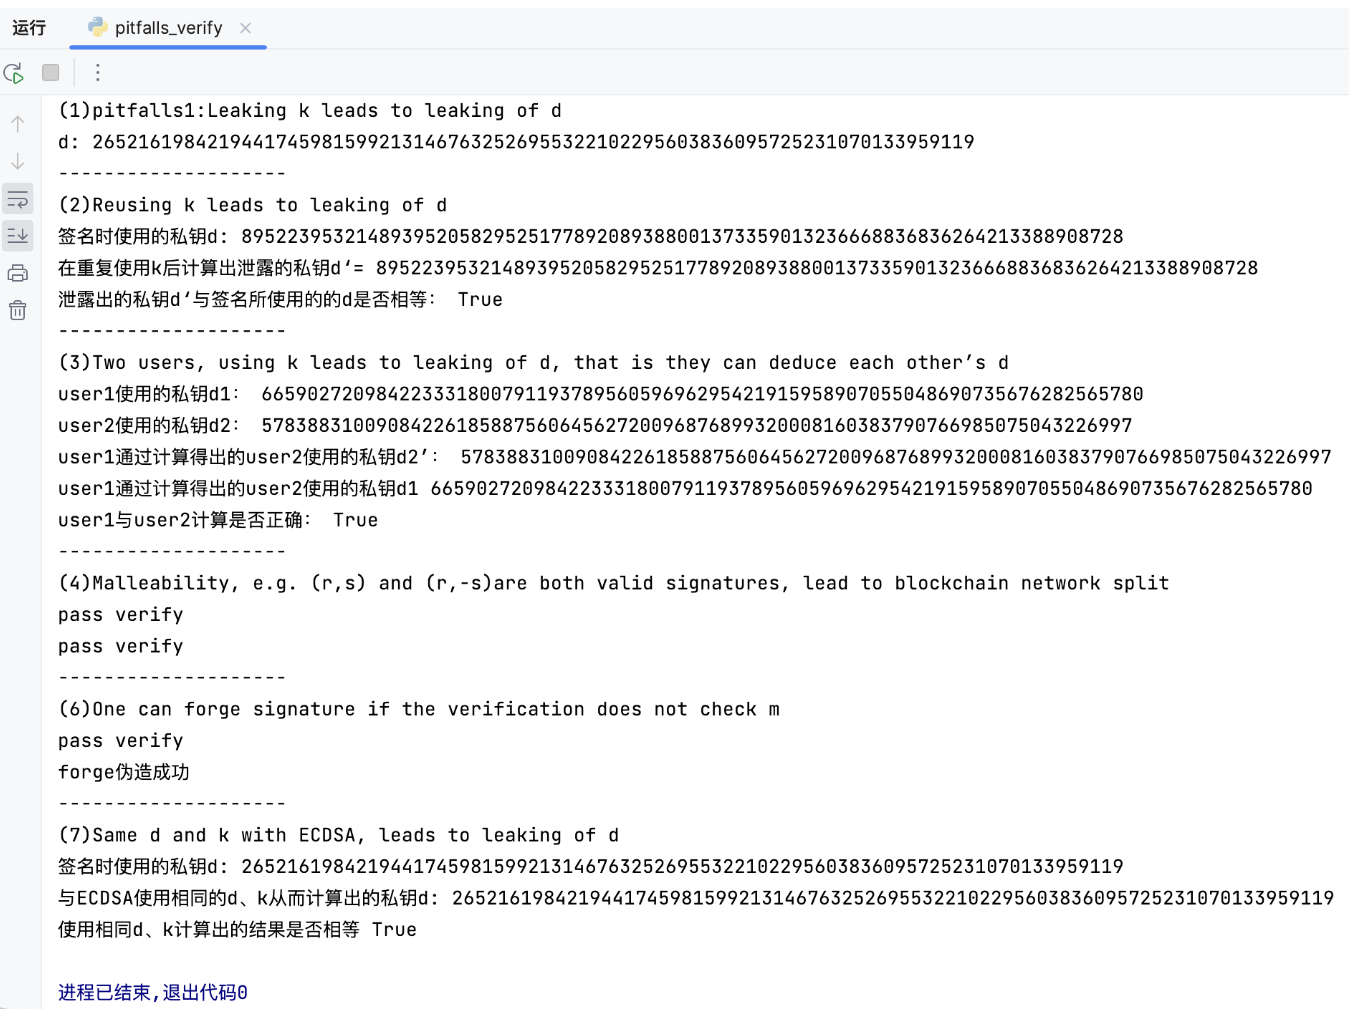 运行 pitfalls_verify
(1)pitfalls1:Leaking k leads to leaking of d
d: 26521619842194417459815992131467632526955322102295603836095725231070133959119
--------------------
(2)Reusing k leads to leaking of d
签名时使用的私钥d: 89522395321489395205829525177892089388001373359013236668836836264213388908728
在重复使用k后计算出泄露的私钥d‘= 89522395321489395205829525177892089388001373359013236668836836264213388908728
泄露出的私钥d‘与签名所使用的的d是否相等： True
--------------------
(3)Two users, using k leads to leaking of d, that is they can deduce each other’s d
user1使用的私钥d1： 66590272098422333180079119378956059696295421915958907055048690735676282565780
user2使用的私钥d2： 5783883100908422618588756064562720096876899320008160383790766985075043226997
user1通过计算得出的user2使用的私钥d2‘： 5783883100908422618588756064562720096876899320008160383790766985075043226997
user1通过计算得出的user2使用的私钥d1 66590272098422333180079119378956059696295421915958907055048690735676282565780
user1与user2计算是否正确： True
--------------------
(4)Malleability, e.g. (r,s) and (r,-s)are both valid signatures, lead to blockchain network split
pass verify
pass verify
--------------------
(6)One can forge signature if the verification does not check m
pass verify
forge伪造成功
--------------------
(7)Same d and k with ECDSA, leads to leaking of d
签名时使用的私钥d: 26521619842194417459815992131467632526955322102295603836095725231070133959119
与ECDSA使用相同的d、k从而计算出的私钥d: 26521619842194417459815992131467632526955322102295603836095725231070133959119
使用相同d、k计算出的结果是否相等 True
进程已结束,退出代码0